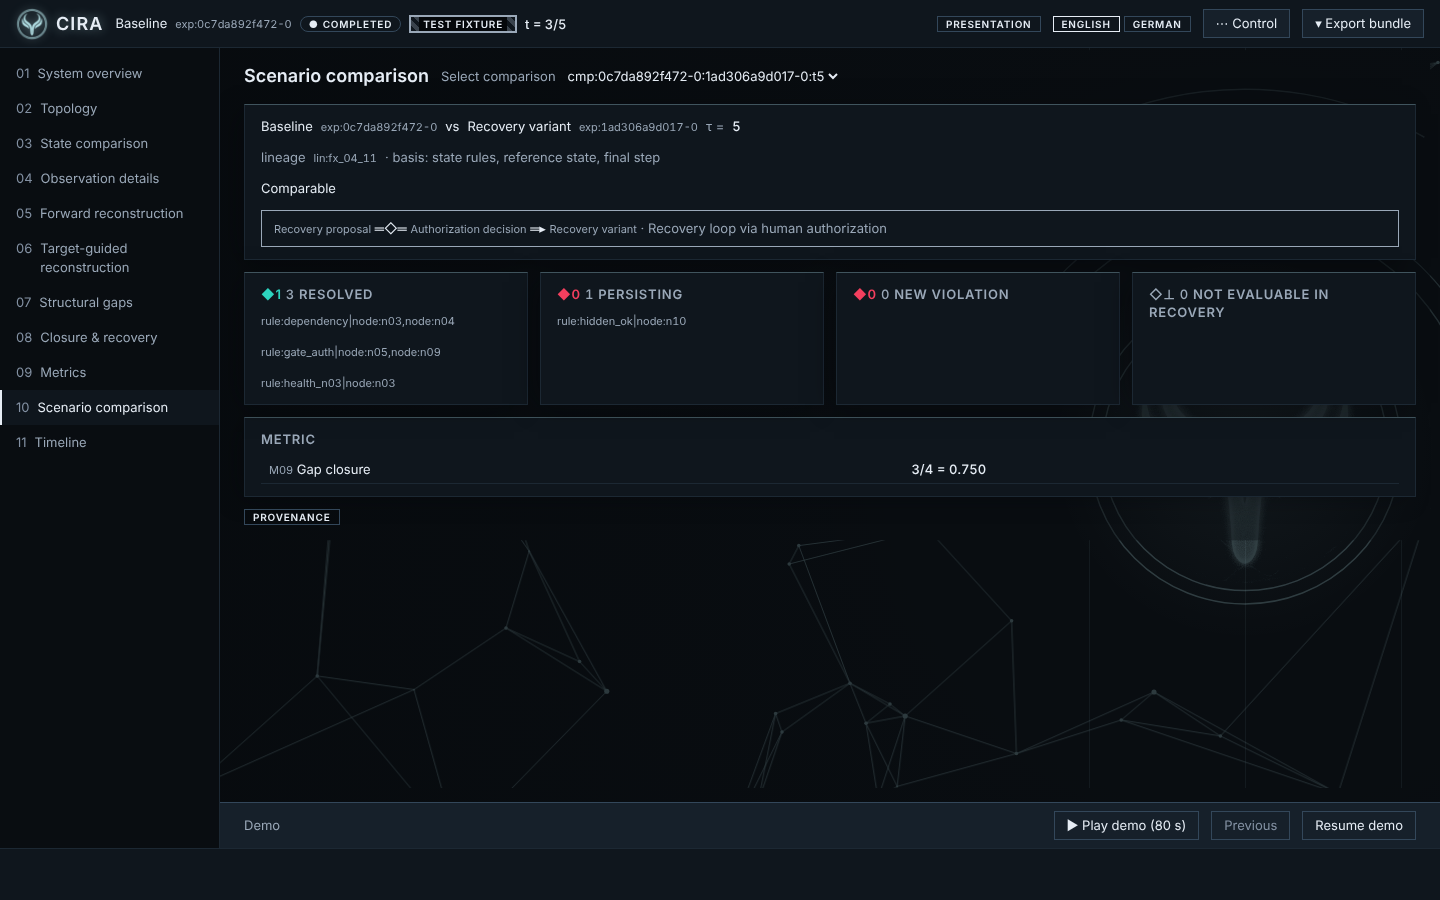 CIRA Baseline exp:0c7da892f472-0 ● COMPLETED TEST FIXTURE t = 3/5 PRESENTATION ENGLISH GERMAN ··· Control ▾ Export bundle
01 System overview
02 Topology
03 State comparison
04 Observation details
05 Forward reconstruction
06 Target-guided
reconstruction
07 Structural gaps
08 Closure & recovery
09 Metrics
10 Scenario comparison
11 Timeline
Scenario comparison Select comparison cmp:0c7da892f472-0:1ad306a9d017-0:t5
Baseline exp:0c7da892f472-0 vs Recovery variant exp:1ad306a9d017-0 τ = 5
lineage lin:fx_04_11 · basis: state rules, reference state, final step
Comparable
Recovery proposal ═◇═ Authorization decision ═▸ Recovery variant · Recovery loop via human authorization
◆1 3 RESOLVED
rule:dependency|node:n03,node:n04
rule:gate_auth|node:n05,node:n09
rule:health_n03|node:n03
◆0 1 PERSISTING
rule:hidden_ok|node:n10
◆0 0 NEW VIOLATION
◇⊥ 0 NOT EVALUABLE IN
RECOVERY
METRIC
M09 Gap closure 3/4 = 0.750
PROVENANCE
Demo ▶ Play demo (80 s) Previous Resume demo